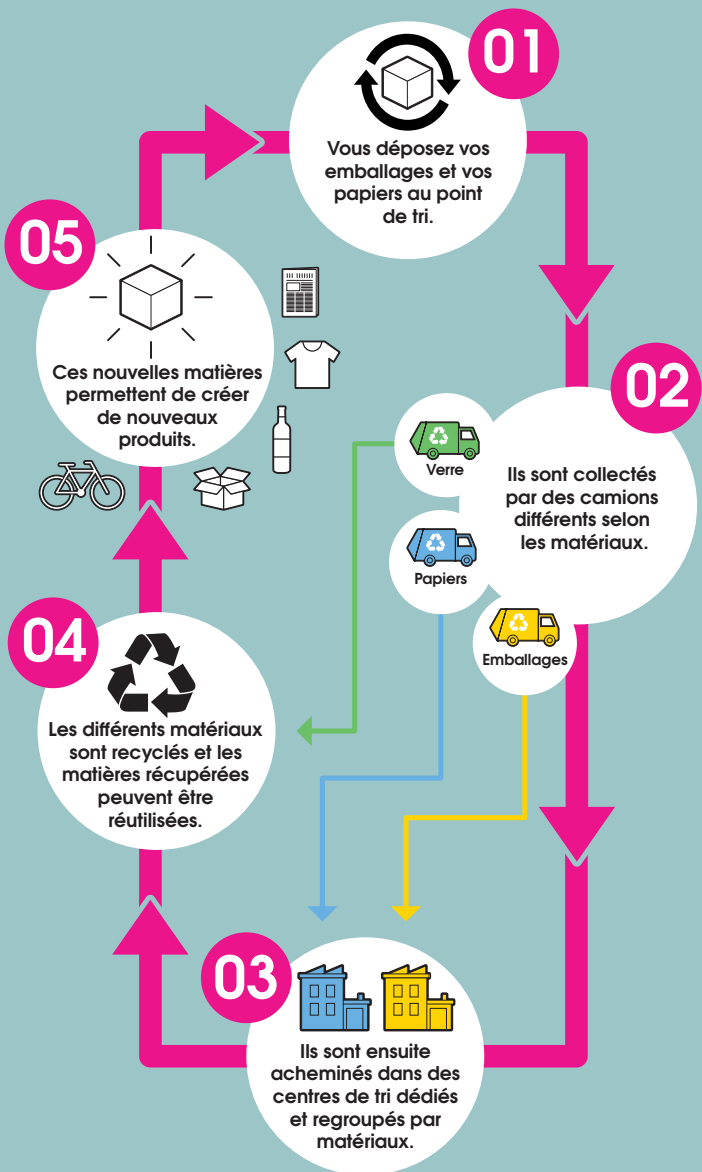 01
Vous déposez vos
emballages et vos
papiers au point
de tri.
02
Ils sont collectés
par des camions
différents selon
les matériaux.
Verre
Papiers
Emballages
03
Ils sont ensuite
acheminés dans des
centres de tri dédiés
et regroupés par
matériaux.
04
Les différents matériaux
sont recyclés et les
matières récupérées
peuvent être
réutilisées.
05
Ces nouvelles matières
permettent de créer
de nouveaux
produits.